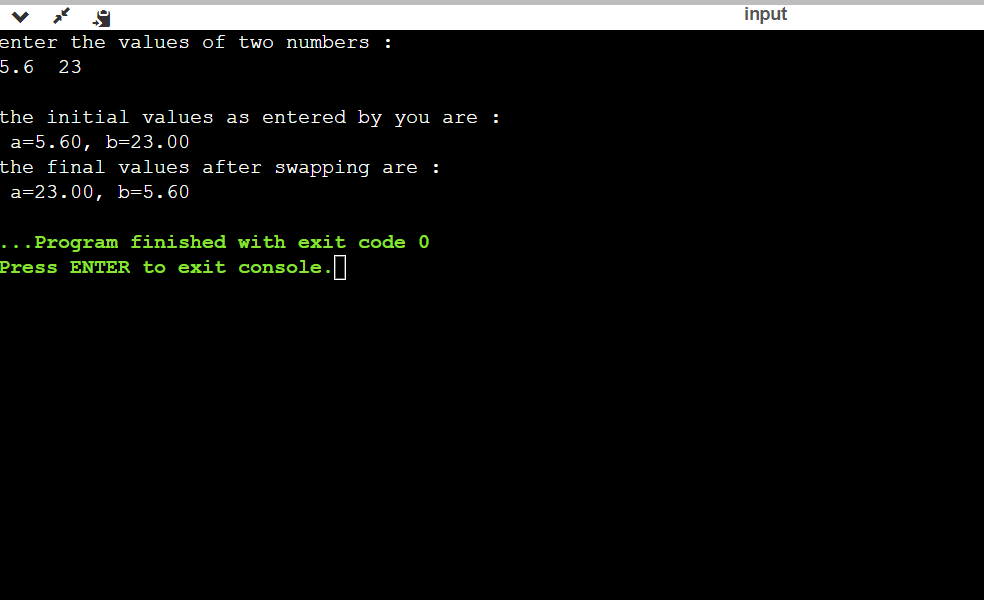 input
enter the values of two numbers :
5.6  23
the initial values as entered by you are :
a=5.60, b=23.00
the final values after swapping are :
a=23.00, b=5.60
...Program finished with exit code 0
Press ENTER to exit console.